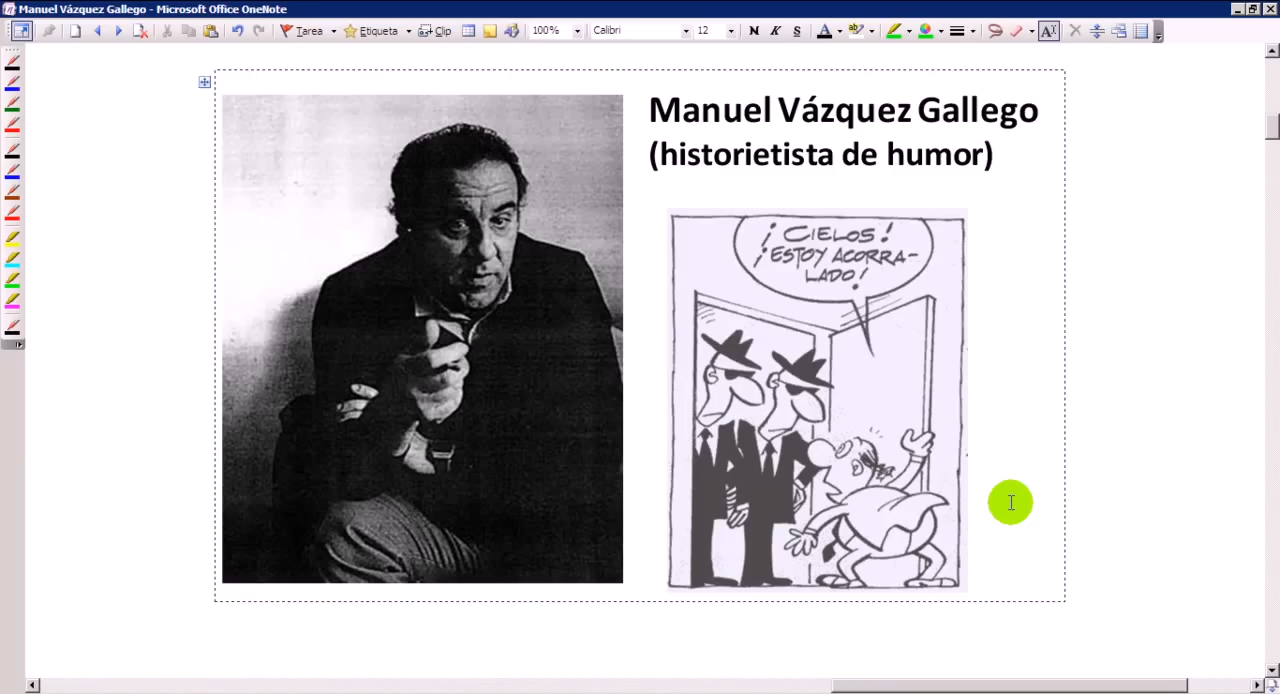 Manuel Vázquez Gallego - Microsoft Office OneNote
Tarea
Etiqueta
Clip
100%
Calibri
12
N K S
Manuel Vázquez Gallego
(historietista de humor)
¡CIELOS!
¡ESTOY ACORRA-
LADO!